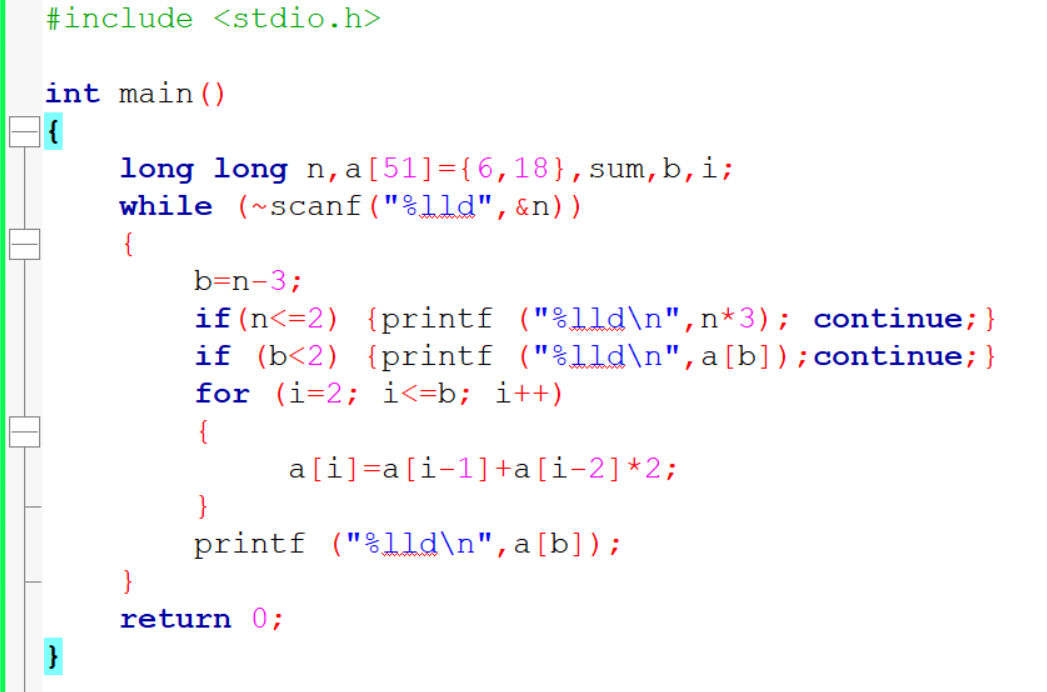 #include <stdio.h>
int main()
{
long long n,a[51]={6,18},sum,b,i;
while (~scanf("%lld",&n))
{
b=n-3;
if(n<=2) {printf ("%lld\n",n*3); continue;}
if (b<2) {printf ("%lld\n",a[b]);continue;}
for (i=2; i<=b; i++)
{
a[i]=a[i-1]+a[i-2]*2;
}
printf ("%lld\n",a[b]);
}
return 0;
}